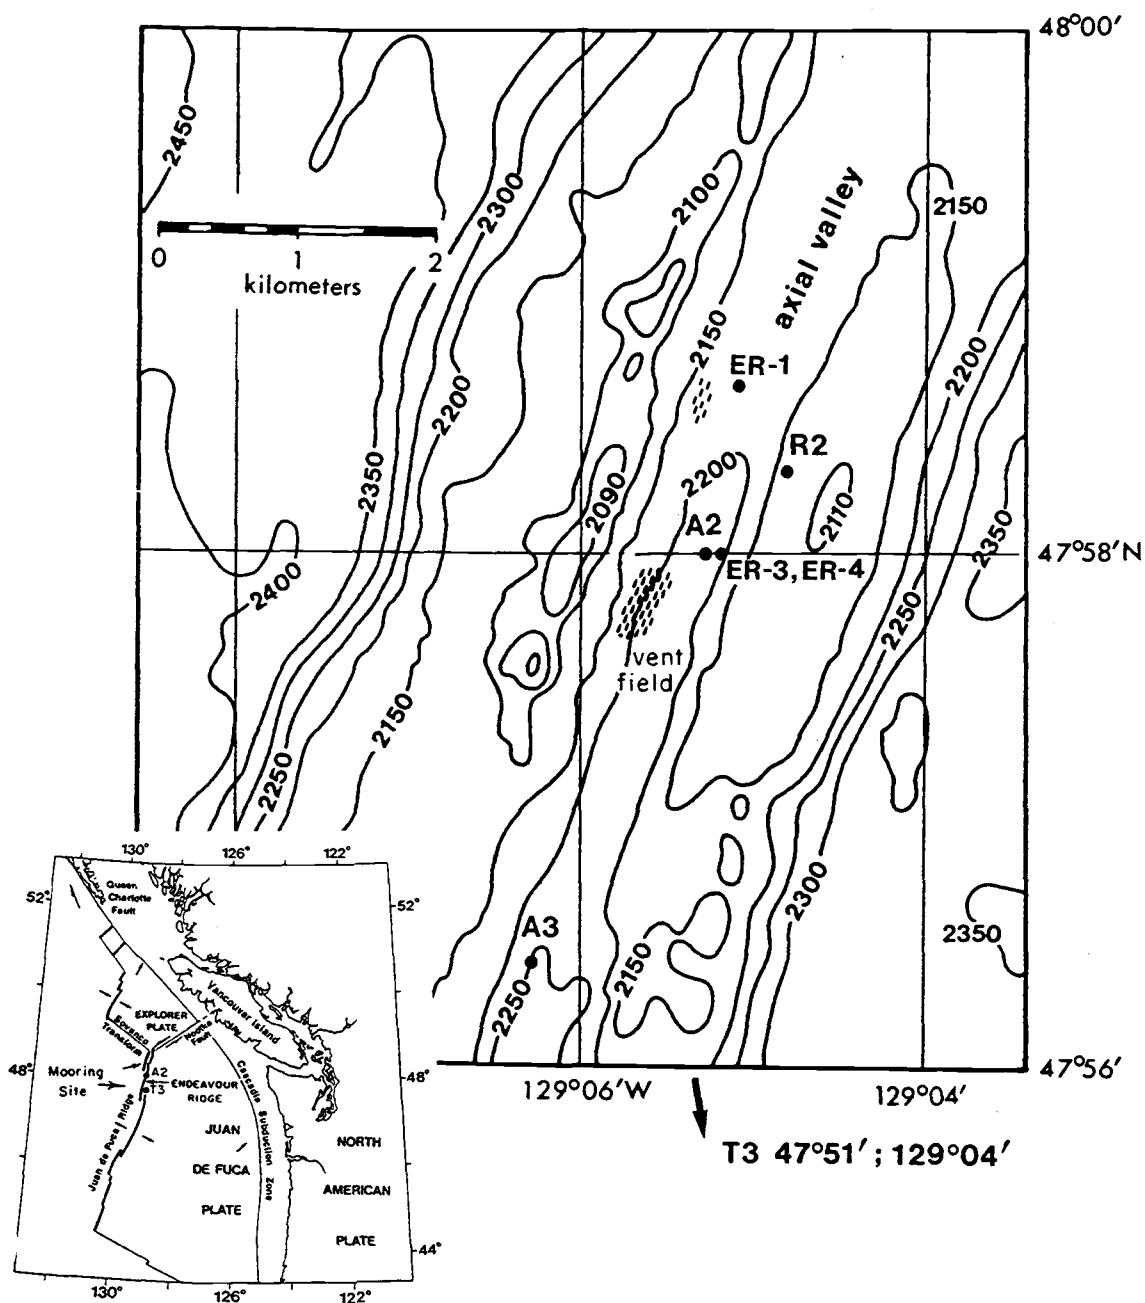 48°00′
2450
2300
2100
2150
axial valley
0 1 2
kilometers
2150
ER-1
2200
2200
R2
2350
2200
2090
A2
2110
2350
47°58′N
ER-3, ER-4
2400
2250
vent
field
2150
2250
2300
A3
2350
2150
2250
47°56′
129°06′W
129°04′
T3 47°51′; 129°04′
130°
126°
122°
52°
52°
Queen
Charlotte
Fault
Vancouver Island
EXPLORER
PLATE
Sovanco
Transform
Nootka
Fault
48°
48°
Mooring
Site
A2
T3
ENDEAVOUR
RIDGE
Cascadia Subduction Zone
Juan de Fuca Ridge
JUAN
DE FUCA
PLATE
NORTH
AMERICAN
PLATE
44°
130°
126°
122°